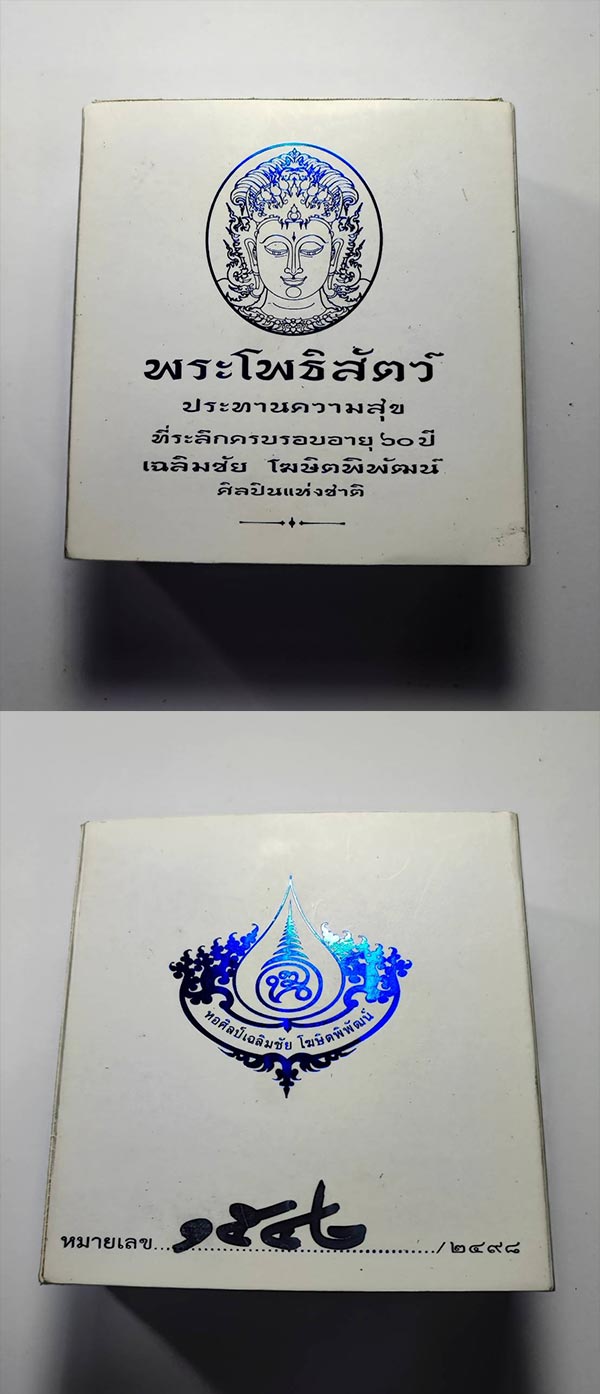 พระโพธิสัตว์
ประทานความสุข
ที่ระลึกครบรอบอายุ ๖๐ ปี
เฉลิมชัย โฆษิตพิพัฒน์
ศิลปินแห่งชาติ
หอศิลป์เฉลิมชัย โฆษิตพิพัฒน์
หมายเลข...๑๕๔๒.../๒๔๙๘